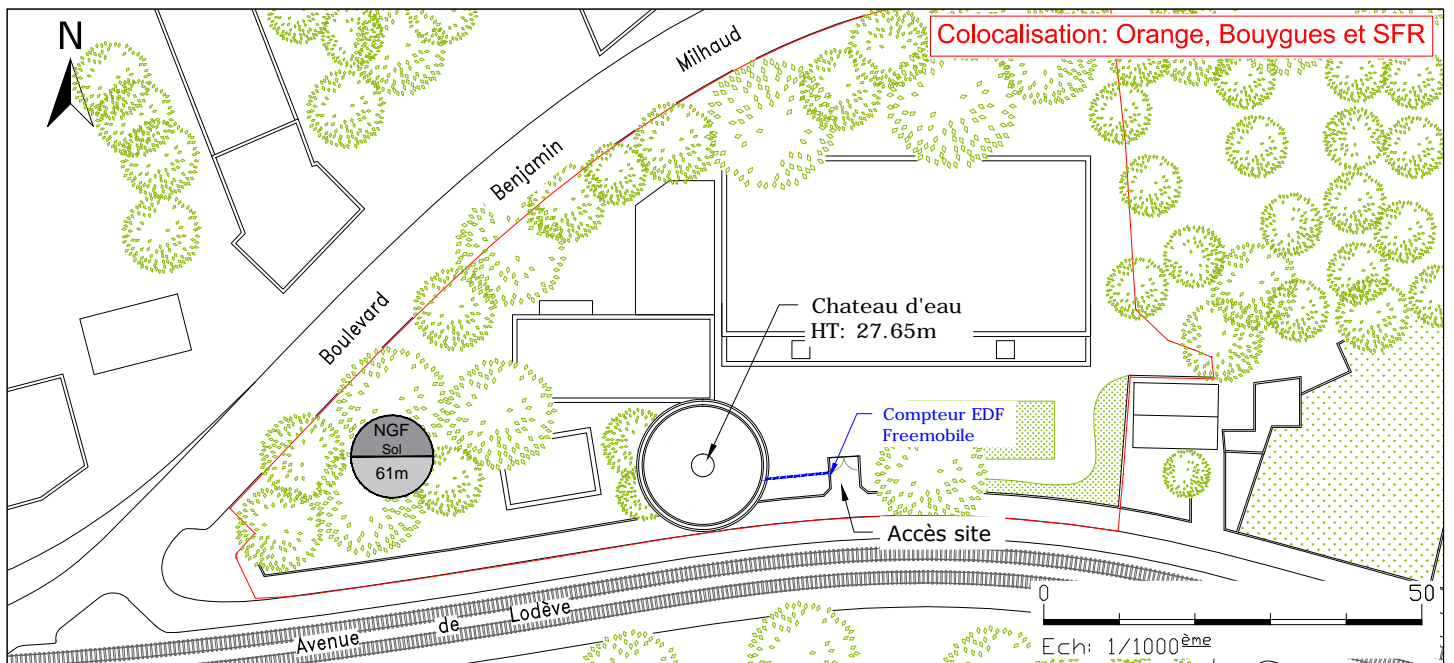 N
Colocalisation: Orange, Bouygues et SFR
Boulevard Benjamin Milhaud
Chateau d'eau
HT: 27.65m
Compteur EDF
Freemobile
NGF
Sol
61m
Accès site
Avenue de Lodève
0 50
Ech: 1/1000ème